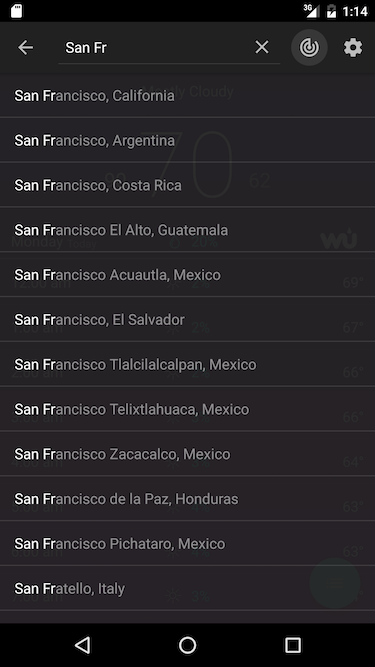 3G
1:14
San Fr
San Francisco, California
San Francisco, Argentina
San Francisco, Costa Rica
San Francisco El Alto, Guatemala
San Francisco Acuautla, Mexico
San Francisco, El Salvador
San Francisco Tlalcilalcalpan, Mexico
San Francisco Telixtlahuaca, Mexico
San Francisco Zacacalco, Mexico
San Francisco de la Paz, Honduras
San Francisco Pichataro, Mexico
San Fratello, Italy